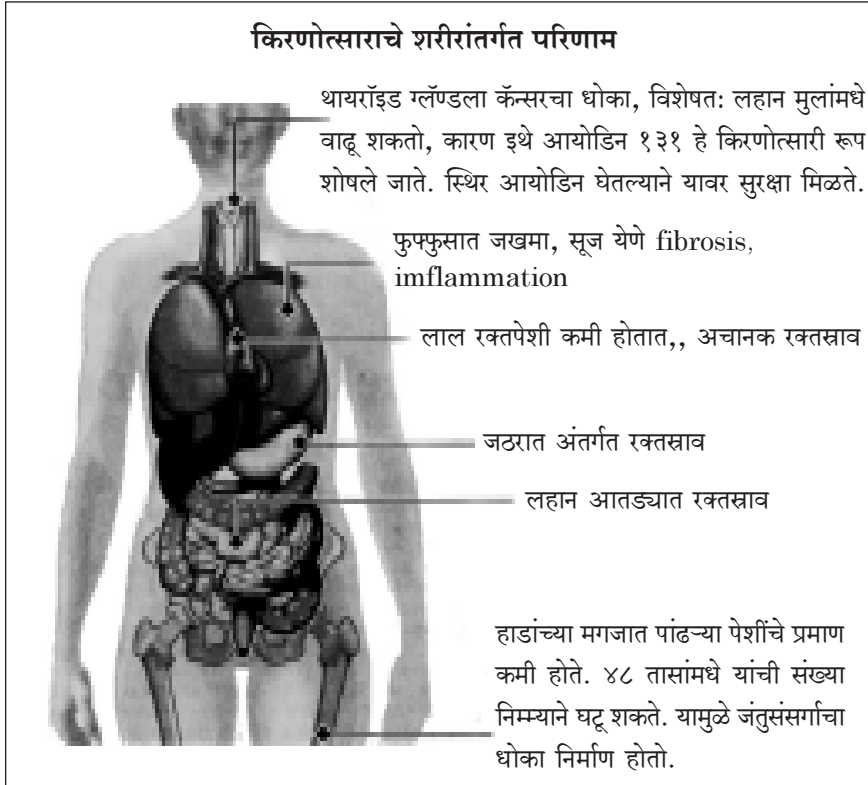 किरणोत्साराचे शरीरांतर्गत परिणाम
थायरॉइड ग्लॅण्डला कॅन्सरचा धोका, विशेषत: लहान मुलांमधे
वाढू शकतो, कारण इथे आयोडिन १३१ हे किरणोत्सारी रूप
शोषले जाते. स्थिर आयोडिन घेतल्याने यावर सुरक्षा मिळते.
फुफ्फुसात जखमा, सूज येणे fibrosis,
imflammation
लाल रक्तपेशी कमी होतात,, अचानक रक्तस्राव
जठरात अंतर्गत रक्तस्राव
लहान आतड्यात रक्तस्राव
हाडांच्या मगजात पांढऱ्या पेशींचे प्रमाण
कमी होते. ४८ तासांमधे यांची संख्या
निम्म्याने घटू शकते. यामुळे जंतुसंसर्गाचा
धोका निर्माण होतो.